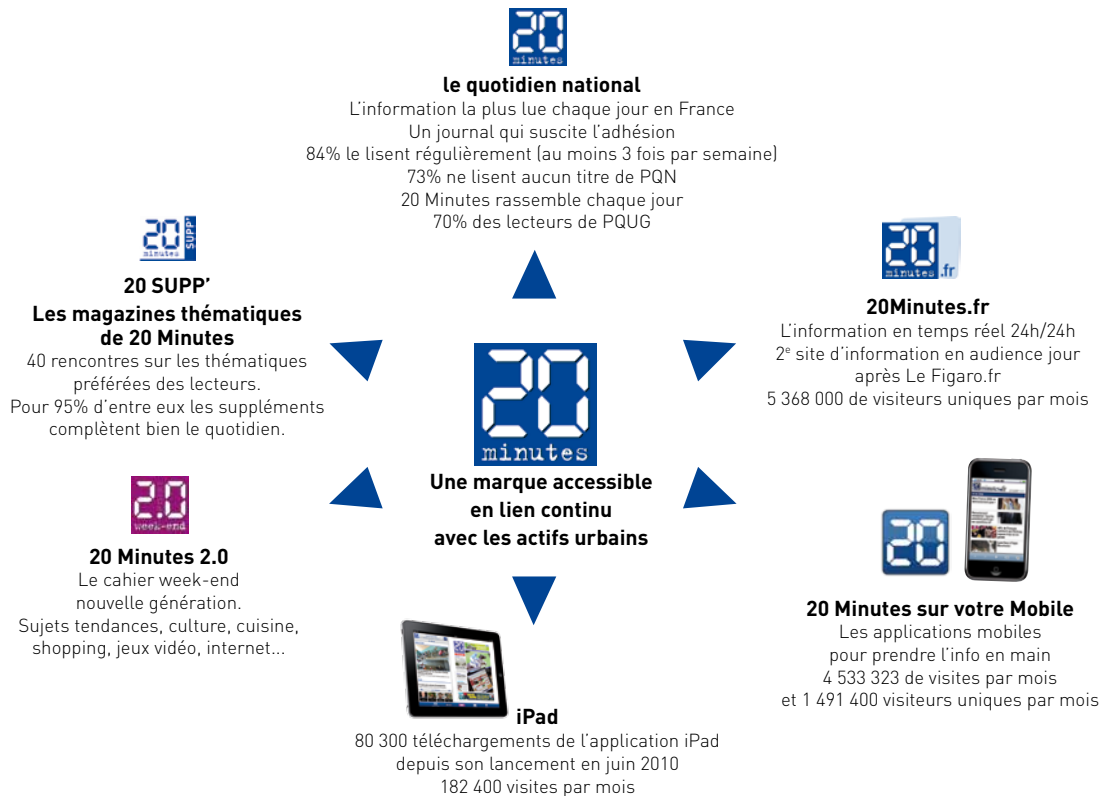 20
minutes
le quotidien national
L'information la plus lue chaque jour en France
Un journal qui suscite l'adhésion
84% le lisent régulièrement (au moins 3 fois par semaine)
73% ne lisent aucun titre de PQN
20 Minutes rassemble chaque jour
70% des lecteurs de PQUG
20
minutes
SUPP'
20 SUPP'
Les magazines thématiques
de 20 Minutes
40 rencontres sur les thématiques
préférées des lecteurs.
Pour 95% d'entre eux les suppléments
complètent bien le quotidien.
20
minutes
.fr
20Minutes.fr
L'information en temps réel 24h/24h
2e site d'information en audience jour
après Le Figaro.fr
5 368 000 de visiteurs uniques par mois
20
minutes
Une marque accessible
en lien continu
avec les actifs urbains
2.0
week-end
20 Minutes 2.0
Le cahier week-end
nouvelle génération.
Sujets tendances, culture, cuisine,
shopping, jeux vidéo, internet...
20
20 Minutes sur votre Mobile
Les applications mobiles
pour prendre l'info en main
4 533 323 de visites par mois
et 1 491 400 visiteurs uniques par mois
iPad
80 300 téléchargements de l'application iPad
depuis son lancement en juin 2010
182 400 visites par mois